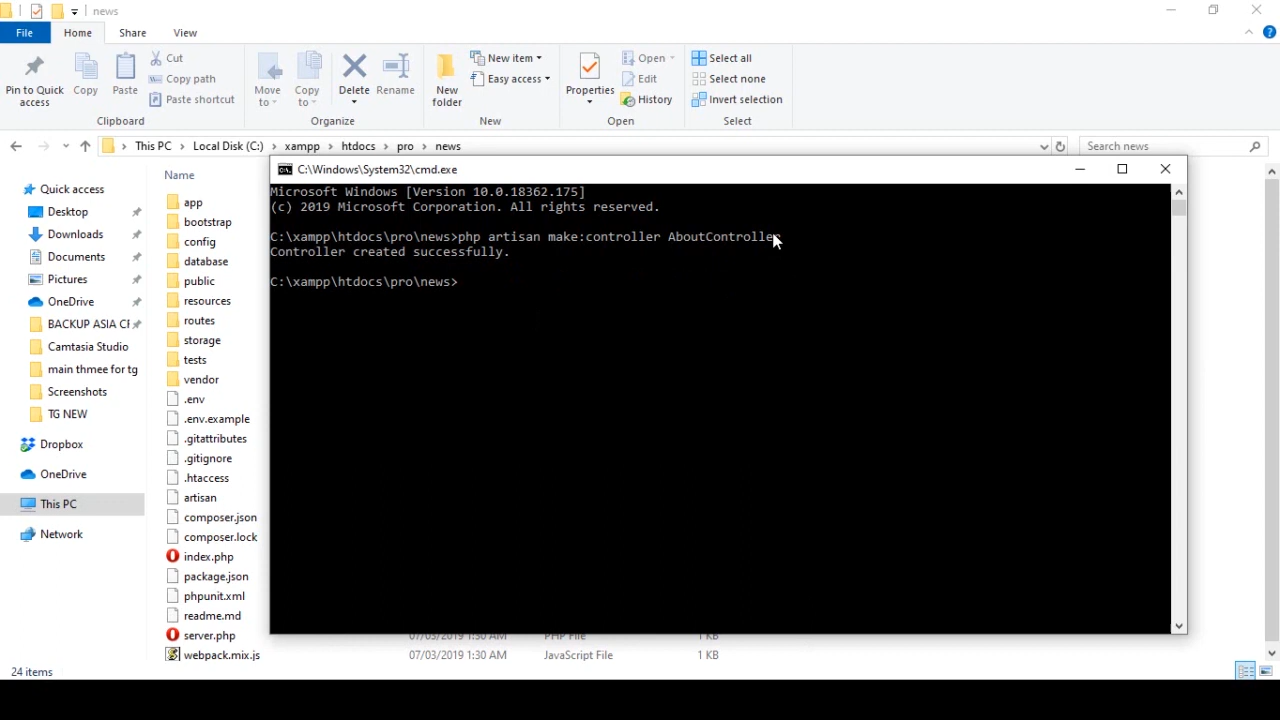 news
File Home Share View
Pin to Quick access
Copy
Paste
Cut
Copy path
Paste shortcut
Clipboard
Move to
Copy to
Delete
Rename
Organize
New folder
New item
Easy access
New
Properties
Open
Edit
History
Open
Select all
Select none
Invert selection
Select
This PC Local Disk (C:) xampp htdocs pro news
Search news
Quick access
Desktop
Downloads
Documents
Pictures
OneDrive
BACKUP ASIA
Camtasia Studio
main thmee for tg
Screenshots
TG NEW
Dropbox
OneDrive
This PC
Network
Name
app
bootstrap
config
database
public
resources
routes
storage
tests
vendor
.env
.env.example
.gitattributes
.gitignore
.htaccess
artisan
composer.json
composer.lock
index.php
package.json
phpunit.xml
readme.md
server.php 07/03/2019 1:30 AM PHP File 1 KB
webpack.mix.js 07/03/2019 1:30 AM JavaScript File 1 KB
C:\Windows\System32\cmd.exe
Microsoft Windows [Version 10.0.18362.175]
(c) 2019 Microsoft Corporation. All rights reserved.
C:\xampp\htdocs\pro\news>php artisan make:controller AboutController
Controller created successfully.
C:\xampp\htdocs\pro\news>
24 items